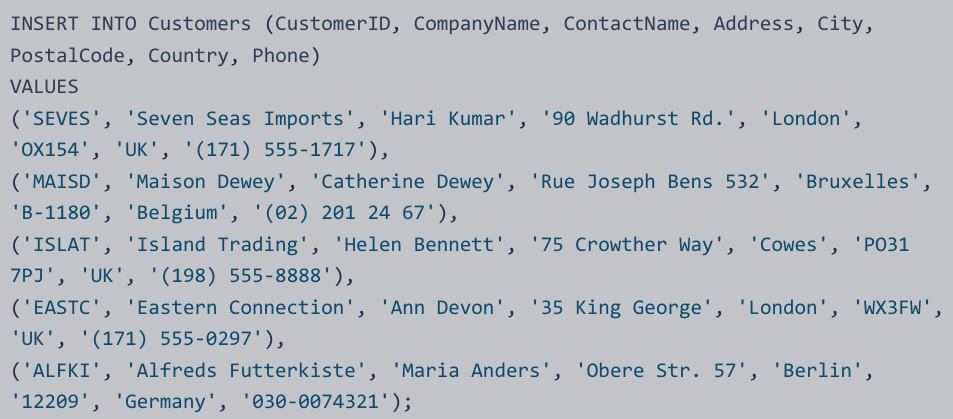 INSERT INTO Customers (CustomerID, CompanyName, ContactName, Address, City,
PostalCode, Country, Phone)
VALUES
('SEVES', 'Seven Seas Imports', 'Hari Kumar', '90 Wadhurst Rd.', 'London',
'OX154', 'UK', '(171) 555-1717'),
('MAISD', 'Maison Dewey', 'Catherine Dewey', 'Rue Joseph Bens 532', 'Bruxelles',
'B-1180', 'Belgium', '(02) 201 24 67'),
('ISLAT', 'Island Trading', 'Helen Bennett', '75 Crowther Way', 'Cowes', 'PO31
7PJ', 'UK', '(198) 555-8888'),
('EASTC', 'Eastern Connection', 'Ann Devon', '35 King George', 'London', 'WX3FW',
'UK', '(171) 555-0297'),
('ALFKI', 'Alfreds Futterkiste', 'Maria Anders', 'Obere Str. 57', 'Berlin',
'12209', 'Germany', '030-0074321');